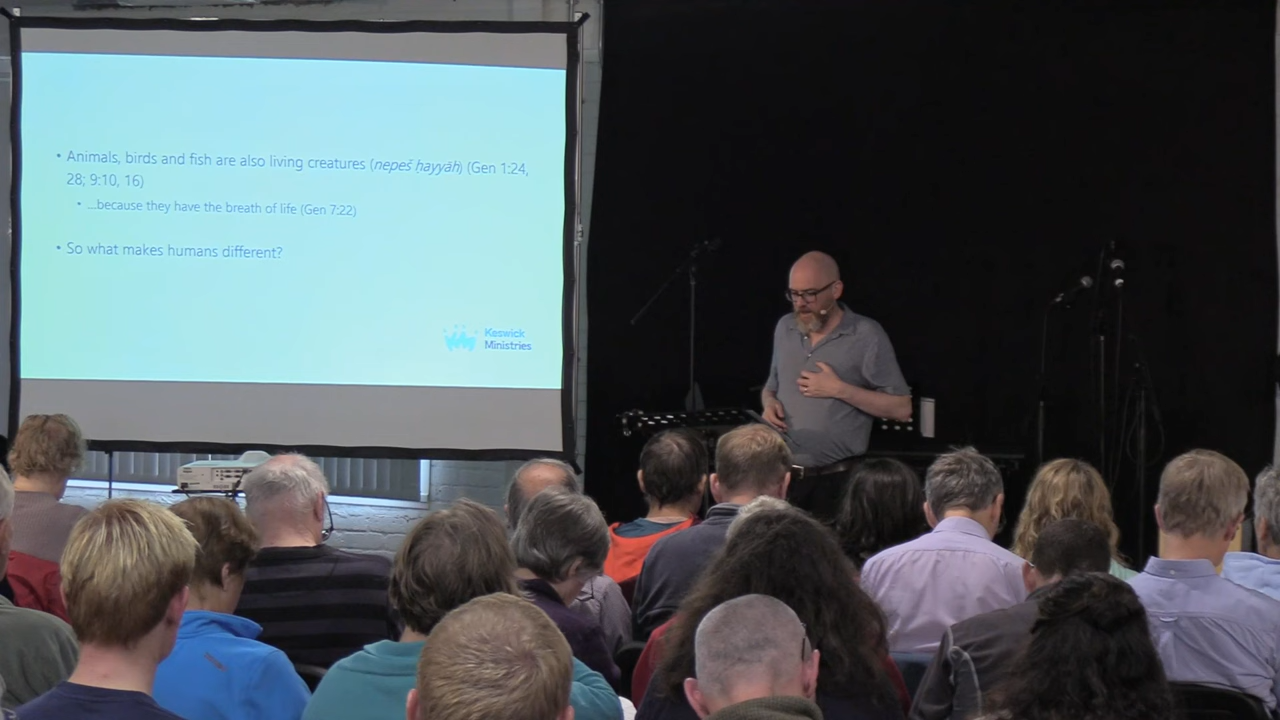 • Animals, birds and fish are also living creatures (nepeš ḥayyāh) (Gen 1:24,
28; 9:10, 16)
• ...because they have the breath of life (Gen 7:22)
• So what makes humans different?
Keswick
Ministries